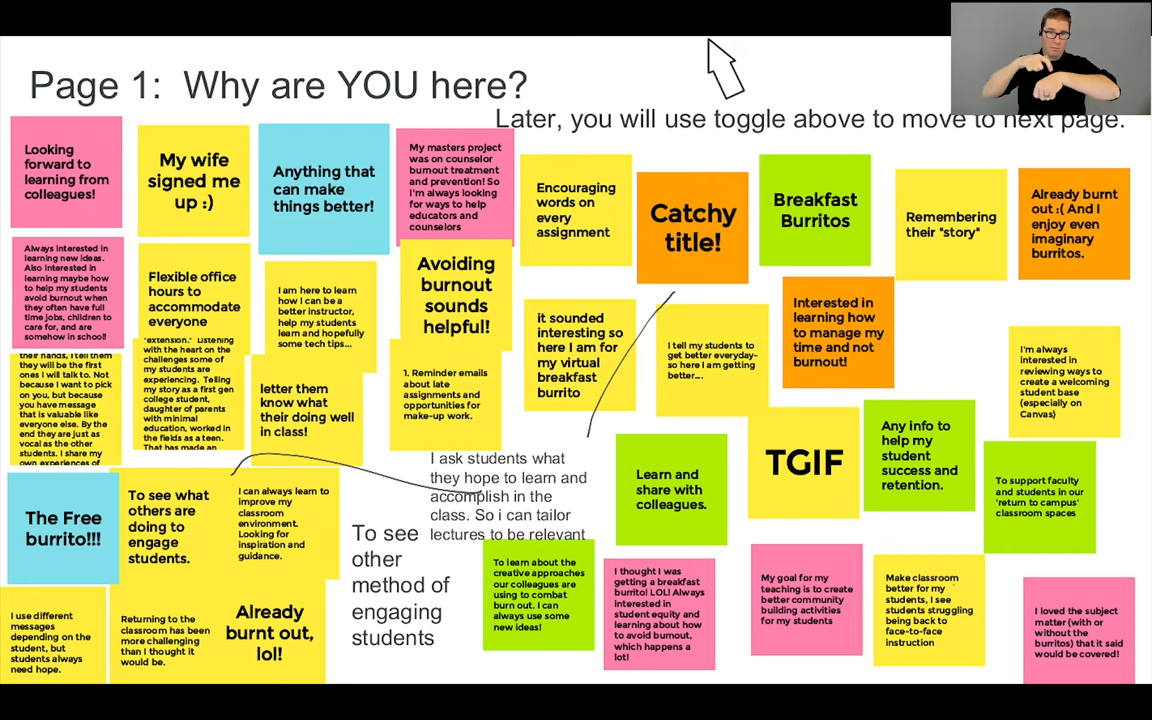 Page 1:  Why are YOU here?
Later, you will use toggle above to move to next page.
Looking
forward to
learning from
colleagues!
My wife
signed me
up :)
Anything that
can make
things better!
My masters project
was on counselor
burnout treatment
and prevention! So
I'm always looking
for ways to help
educators and
counselors
Encouraging
words on
every
assignment
Catchy
title!
Breakfast
Burritos
Remembering
their "story"
Already burnt
out :( And I
enjoy even
imaginary
burritos.
Always interested in
learning new ideas.
Also interested in
learning maybe how
to help my students
avoid burnout when
they often have full
time jobs, children to
care for, and are
somehow in school!
Flexible office
hours to
accommodate
everyone
I am here to learn
how I can be a
better instructor,
help my students
learn and hopefully
some tech tips...
Avoiding
burnout
sounds
helpful!
it sounded
interesting so
here I am for
my virtual
breakfast
burrito
I tell my students to
get better everyday-
so here I am getting
better....
Interested in
learning how
to manage my
time and not
burnout!
I'm always
interested in
reviewing ways to
create a welcoming
student base
(especially on
Canvas)
their hands, I tell them
they will be the first
ones I will talk to. Not
because I want to pick
on you, but because
you have message
that is valuable like
everyone else. By the
end they are just as
vocal as the other
students. I share my
own experiences of
"extension."  Listening
with the heart on the
challenges some of
my students are
experiencing.  Telling
my story as a first gen
college student,
daughter of parents
with minimal
education, worked in
the fields as a teen.
That has made an
letter them
know what
their doing well
in class!
1. Reminder emails
about late
assignments and
opportunities for
make-up work.
I ask students what
they hope to learn and
accomplish in the
class. So i can tailor
lectures to be relevant
Learn and
share with
colleagues.
TGIF
Any info to
help my
student
success and
retention.
To support faculty
and students in our
'return to campus'
classroom spaces
The Free
burrito!!!
To see what
others are
doing to
engage
students.
I can always learn to
improve my
classroom
environment.
Looking for
inspiration and
guidance.
To see
other
method of
engaging
students
To learn about the
creative approaches
our colleagues are
using to combat
burn out. I can
always use some
new ideas!
I thought I was
getting a breakfast
burrito! LOL! Always
interested in
student equity and
learning about how
to avoid burnout,
which happens a
lot!
My goal for my
teaching is to create
better community
building activities
for my students
Make classroom
better for my
students, I see
students struggling
being back to
face-to-face
instruction
I loved the subject
matter (with or
without the
burritos) that it said
would be covered!
I use different
messages
depending on the
student, but
students always
need hope.
Returning to the
classroom has been
more challenging
than I thought it
would be.
Already
burnt out,
lol!